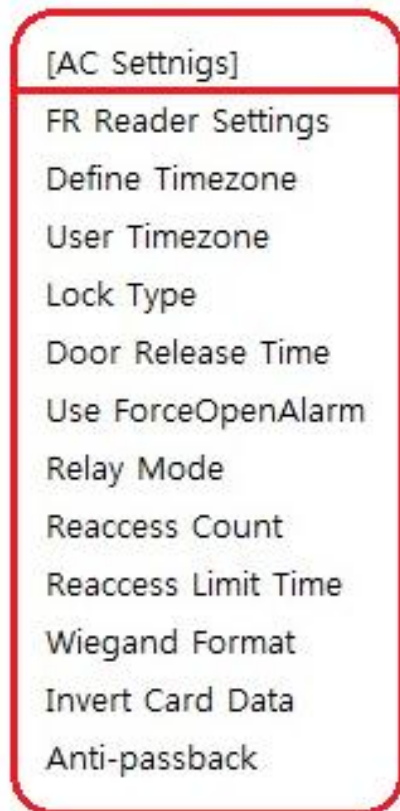 [AC Settnigs]
FR Reader Settings
Define Timezone
User Timezone
Lock Type
Door Release Time
Use ForceOpenAlarm
Relay Mode
Reaccess Count
Reaccess Limit Time
Wiegand Format
Invert Card Data
Anti-passback